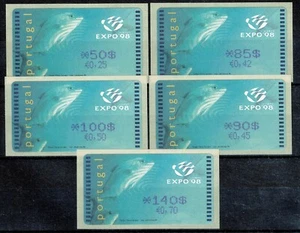 portugal
EXPO'98
*50$
€0,25
portugal
EXPO'98
*85$
€0,42
portugal
EXPO'98
*100$
€0,50
portugal
EXPO'98
*90$
€0,45
portugal
EXPO'98
*140$
€0,70